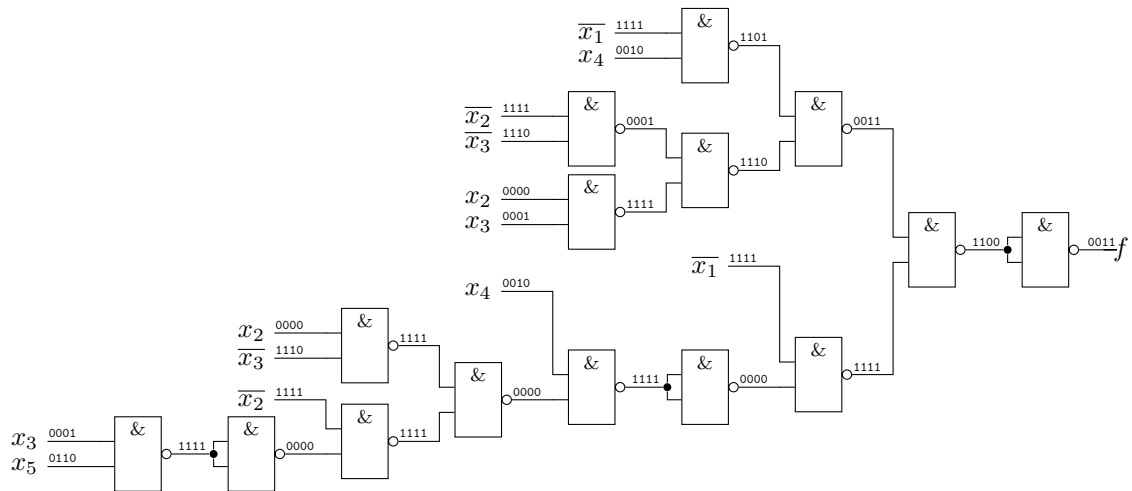 x̅₁ 1111 & 1101
x₄ 0010
x̅₂ 1111 & 0001 & 0011
x̅₃ 1110 & 1110
x₂ 0000 & 1111
x₃ 0001
& 1100 & 0011 f
x̅₁ 1111
x₄ 0010
x₂ 0000 & 1111
x̅₃ 1110
& 1111 & 0000 & 1111
x̅₂ 1111 & 1111 & 0000
x₃ 0001 & 1111 & 0000
x₅ 0110